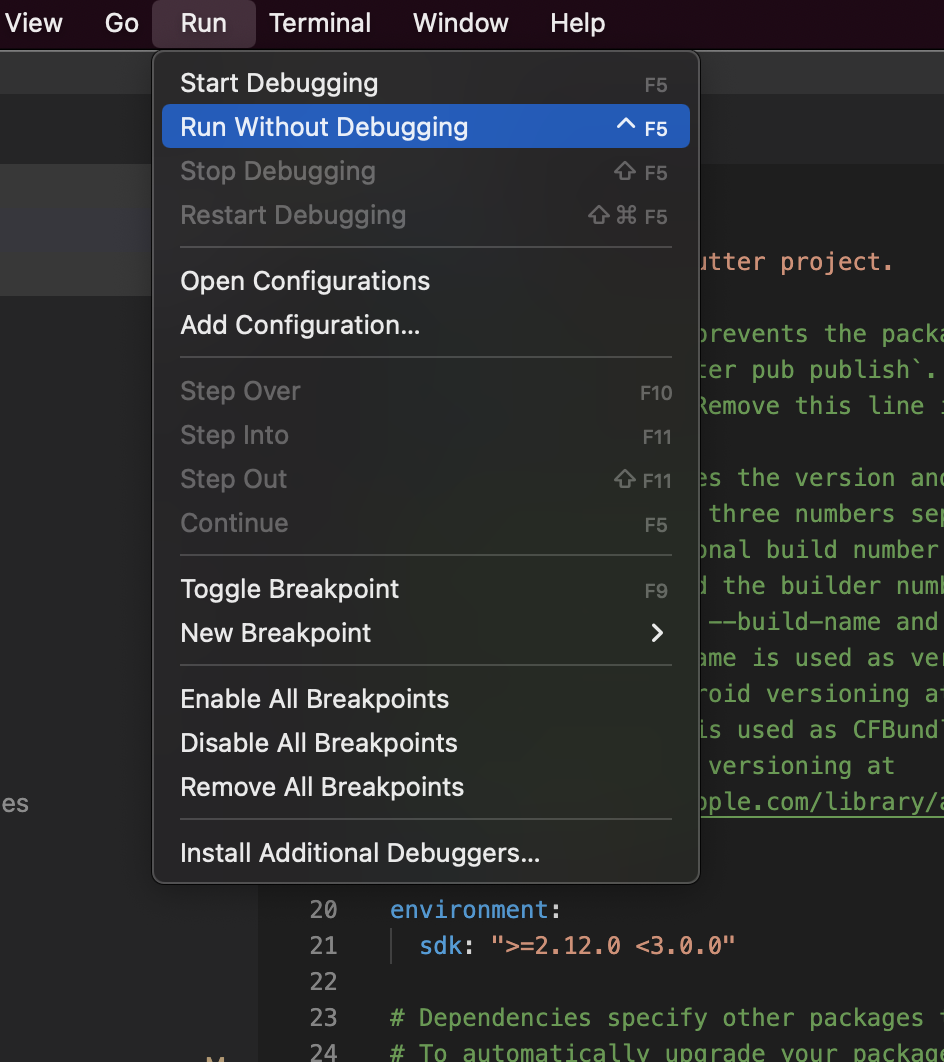 View Go Run Terminal Window Help
Start Debugging F5
Run Without Debugging ^ F5
Stop Debugging ⇧ F5
Restart Debugging ⇧ ⌘ F5
Open Configurations
Add Configuration...
Step Over F10
Step Into F11
Step Out ⇧ F11
Continue F5
Toggle Breakpoint F9
New Breakpoint >
Enable All Breakpoints
Disable All Breakpoints
Remove All Breakpoints
Install Additional Debuggers...
utter project.
prevents the packa
ter pub publish`.
Remove this line
es the version and
three numbers sep
onal build number
d the builder numb
--build-name and
ame is used as ver
roid versioning at
is used as CFBund
versioning at
pple.com/library/a
es
20 environment:
21 sdk: ">=2.12.0 <3.0.0"
22
23 # Dependencies specify other packages
24 # To automatically upgrade your package